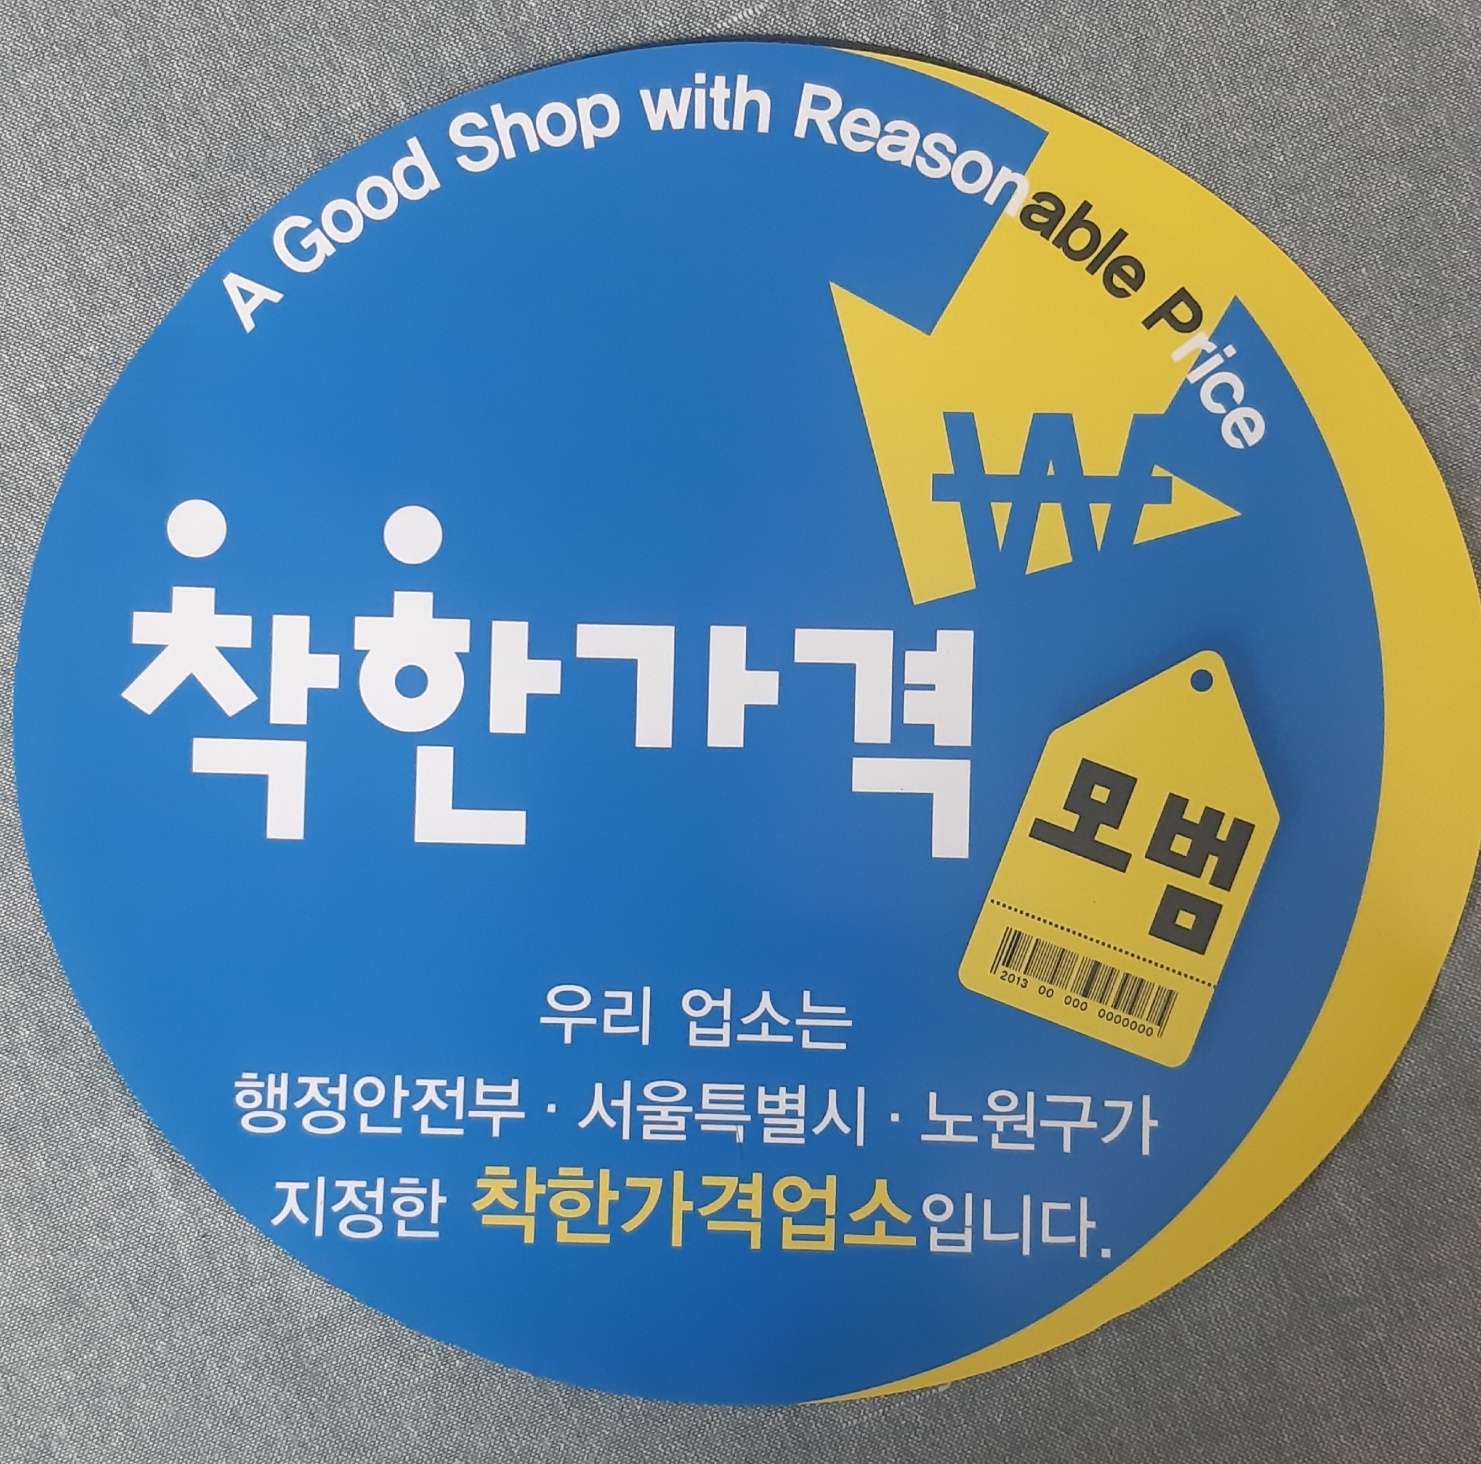 A Good Shop with Reasonable Price
₩
착한가격
모범
2013 00 000 0000000
우리 업소는
행정안전부 · 서울특별시 · 노원구가
지정한 착한가격업소입니다.